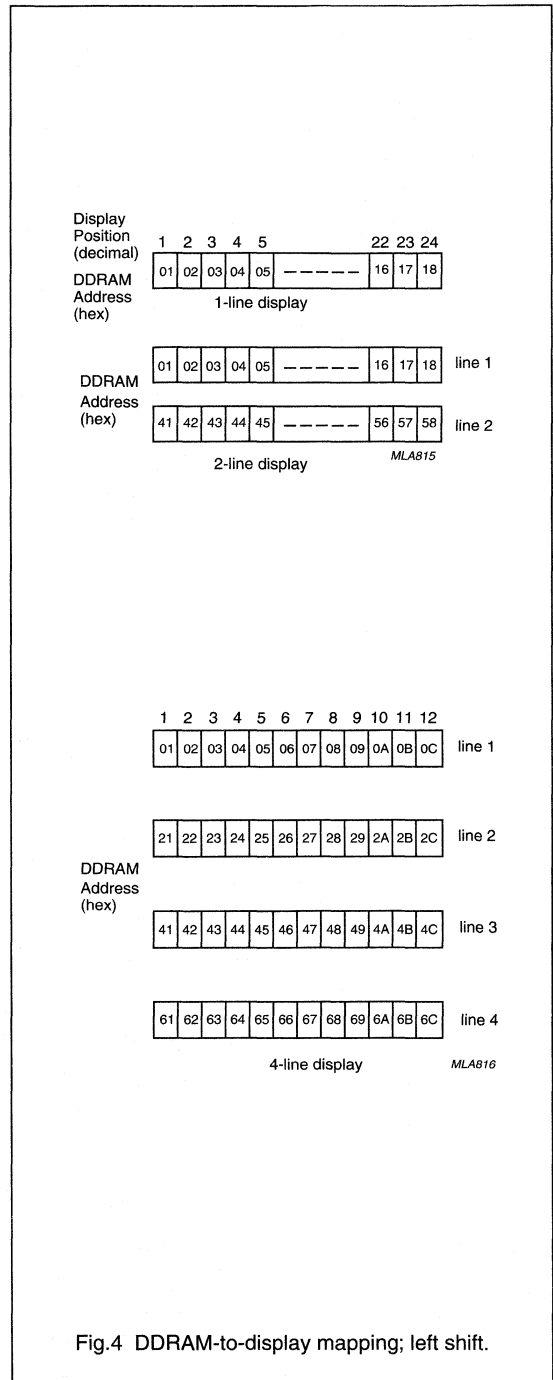 Display
Position
(decimal)
1 2 3 4 5 22 23 24
DDRAM
Address
(hex)
01 02 03 04 05 ————— 16 17 18
1-line display
01 02 03 04 05 ————— 16 17 18 line 1
DDRAM
Address
(hex)
41 42 43 44 45 ————— 56 57 58 line 2
2-line display
MLA815
1 2 3 4 5 6 7 8 9 10 11 12
01 02 03 04 05 06 07 08 09 0A 0B 0C line 1
21 22 23 24 25 26 27 28 29 2A 2B 2C line 2
DDRAM
Address
(hex)
41 42 43 44 45 46 47 48 49 4A 4B 4C line 3
61 62 63 64 65 66 67 68 69 6A 6B 6C line 4
4-line display
MLA816
Fig.4 DDRAM-to-display mapping; left shift.